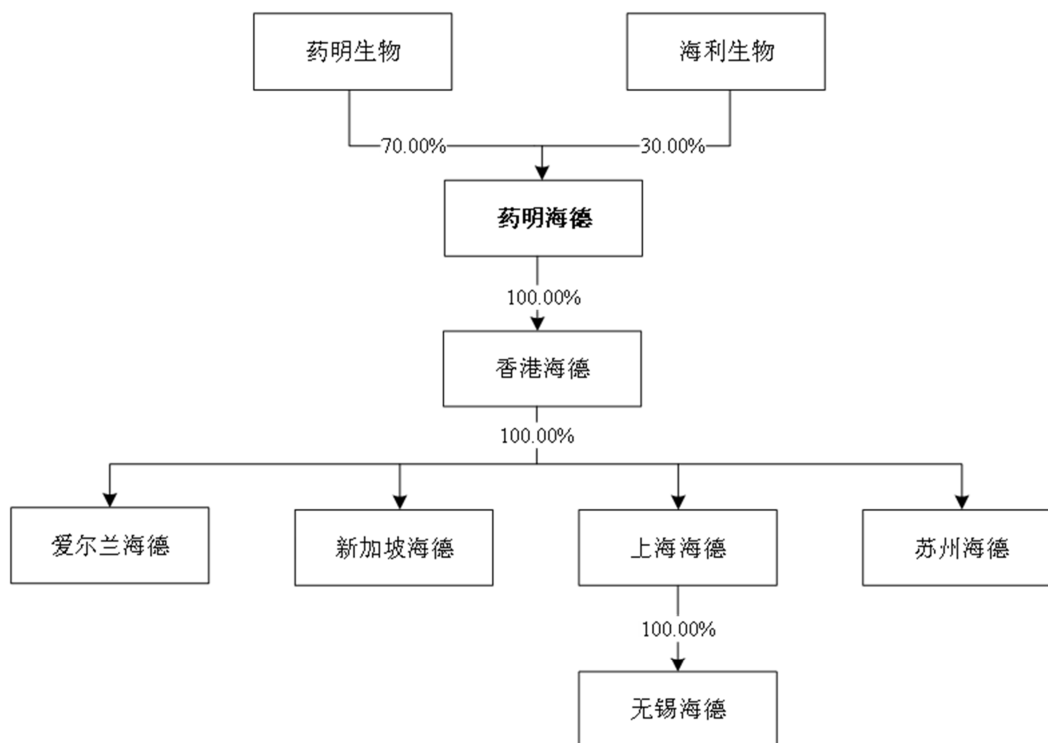 药明生物
海利生物
70.00%
30.00%
药明海德
100.00%
香港海德
100.00%
爱尔兰海德
新加坡海德
上海海德
苏州海德
100.00%
无锡海德